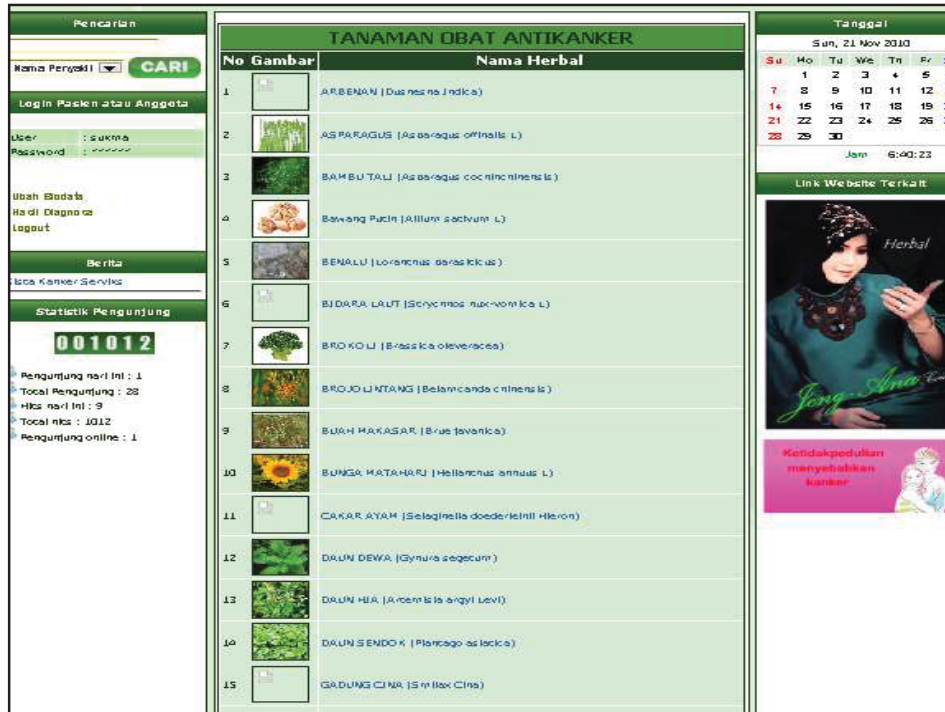 Pencarian
Nama Penyakit CARI
Login Pasien atau Anggota
User : sukma
Password : ******
Ubah Biodata
Hasil Diagnosa
Logout
Berita
Kanker Serviks
Statistik Pengunjung
001012
Pengunjung hari ini : 1
Total Pengunjung : 28
Hits hari ini : 9
Total hits : 1012
Pengunjung online : 1
TANAMAN OBAT ANTIKANKER
No Gambar Nama Herbal
1 ARBENAN (Dusnesna Indica)
2 ASPARAGUS (Asparagus offinalis L)
3 BAMBU TALI (Asparagus cochinchinensis)
4 Bawang Putih (Allium sativum L)
5 BENALU (Loranthus parasiticus)
6 BIDARA LAUT (Strychnos nux-vomica L)
7 BROKOLI (Brassica oleveracea)
8 BROJO LINTANG (Belamcanda chinensis)
9 BUAH MAKASAR (Brue javanica)
10 BUNGA MATAHARI (Helianthus annuus L)
11 CAKAR AYAM (Selaginella doederleinii Hieron)
12 DAUN DEWA (Gynura segetum)
13 DAUN HIA (Artemisia argyi Levi)
14 DAUN SENDOK (Plantago asiatica)
15 GADUNG CINA (Smilax Cina)
Tanggal
Sun, 21 Nov 2010
Su Mo Tu We Th Fr
1 2 3 4 5
7 8 9 10 11 12
14 15 16 17 18 19
21 22 23 24 25 26
28 29 30
Jam 6:40:23
Link Website Terkait
Herbal
Jeng Ana
Ketidakpedulian
menyebabkan
kanker